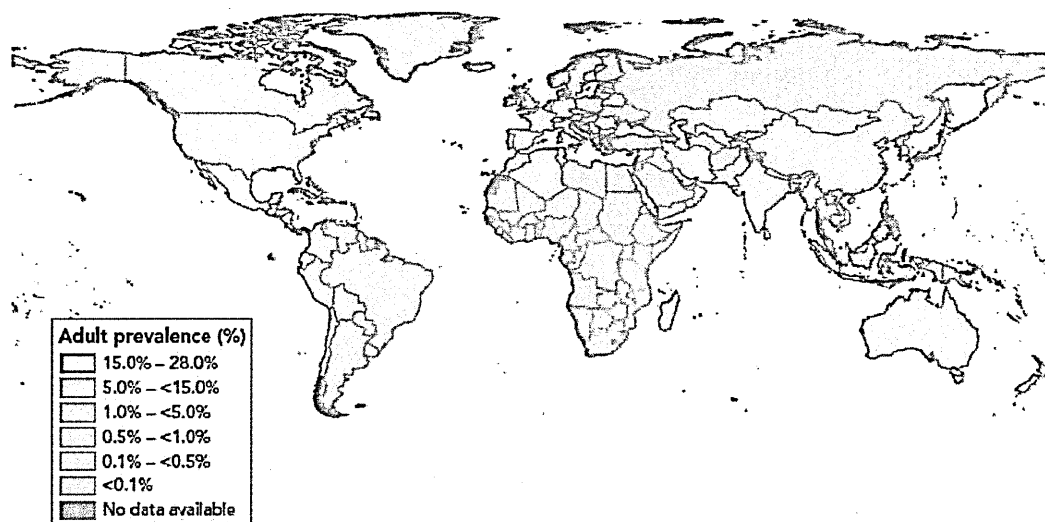 Adult prevalence (%)
15.0% – 28.0%
5.0% – <15.0%
1.0% – <5.0%
0.5% – <1.0%
0.1% – <0.5%
<0.1%
No data available